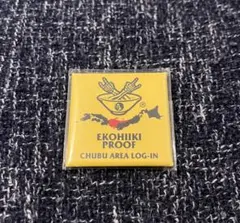 ®
EKOHIIKI
PROOF
CHUBU AREA LOG-IN